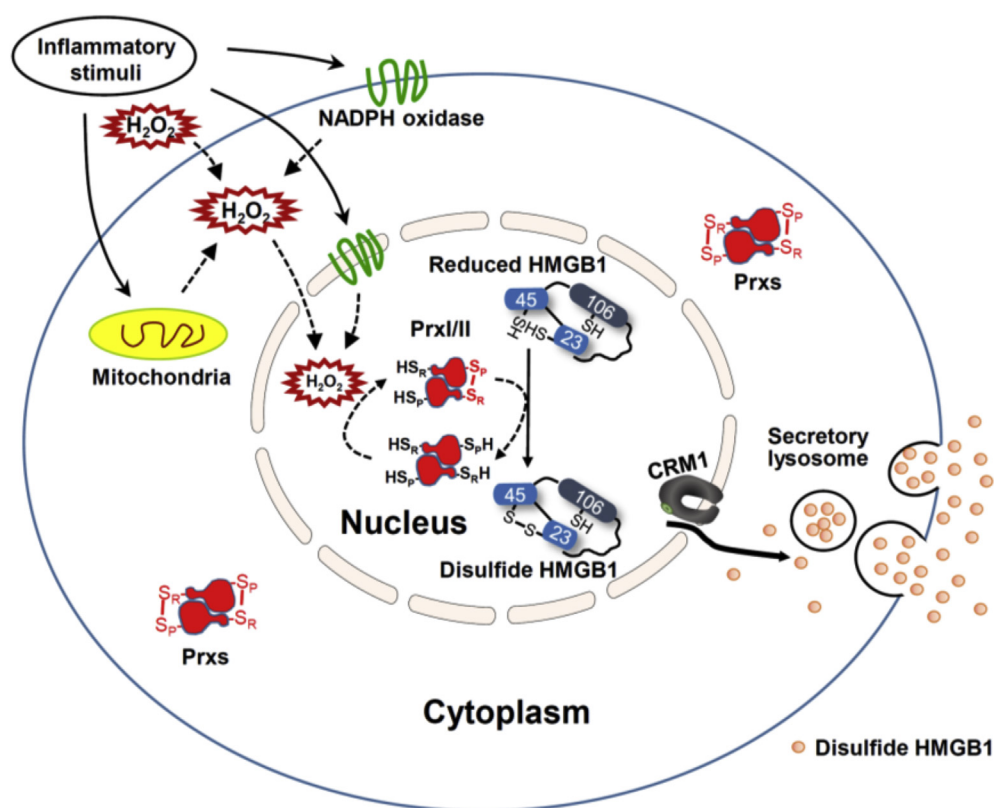 Inflammatory
stimuli
H2O2
NADPH oxidase
H2O2
Mitochondria
H2O2
Reduced HMGB1
45
106
SH
HS
HS
23
PrxI/II
HSR
SP
HSP
SR
HSR
SPH
HSP
SRH
45
106
S
S
SH
23
Disulfide HMGB1
Nucleus
SR
SP
SP
SR
Prxs
CRM1
Secretory
lysosome
SR
SP
SP
SR
Prxs
Cytoplasm
Disulfide HMGB1